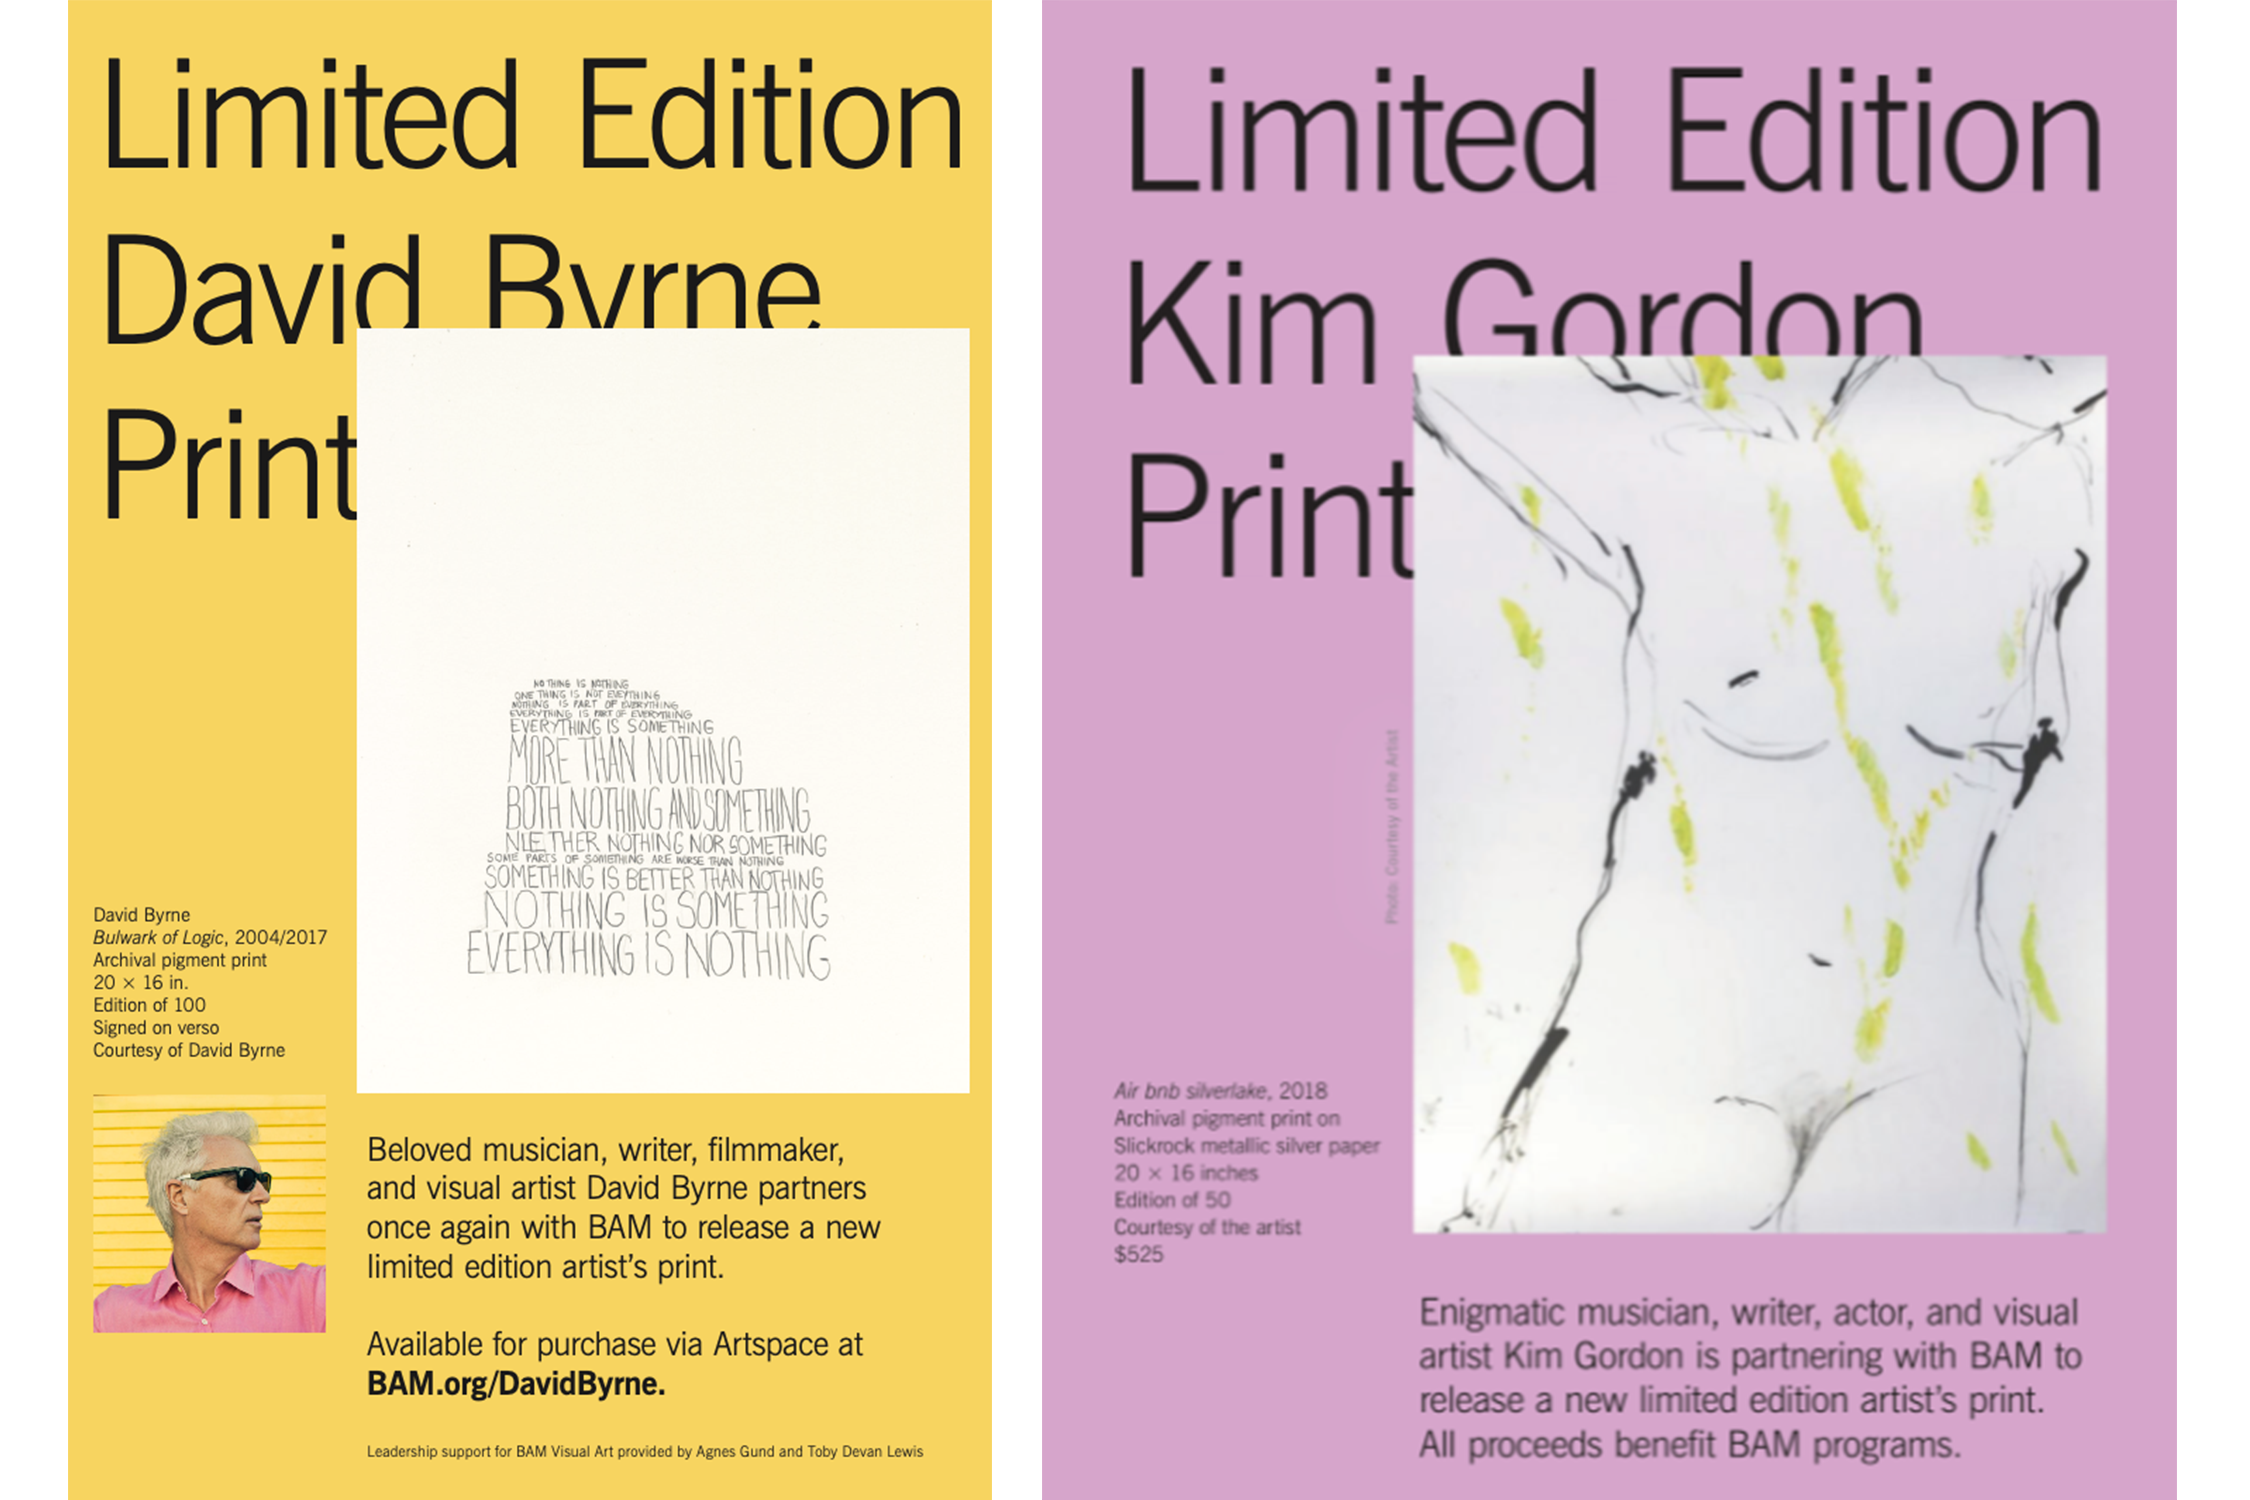 Limited Edition
David Byrne
Print
NOTHING IS NOTHING
ONE THING IS NOT EVEYTHING
NOTHING IS PART OF EVERYTHING
EVERYTHING IS PART OF EVERYTHING
EVERYTHING IS SOMETHING
MORE THAN NOTHING
BOTH NOTHING AND SOMETHING
NIETHER NOTHING NOR SOMETHING
SOME PARTS OF SOMETHING ARE WORSE THAN NOTHING
SOMETHING IS BETTER THAN NOTHING
NOTHING IS SOMETHING
EVERYTHING IS NOTHING
David Byrne
Bulwark of Logic, 2004/2017
Archival pigment print
20 × 16 in.
Edition of 100
Signed on verso
Courtesy of David Byrne
Beloved musician, writer, filmmaker,
and visual artist David Byrne partners
once again with BAM to release a new
limited edition artist’s print.
Available for purchase via Artspace at
BAM.org/DavidByrne.
Leadership support for BAM Visual Art provided by Agnes Gund and Toby Devan Lewis
Limited Edition
Kim Gordon
Print
Photo: Courtesy of the Artist
Air bnb silverlake, 2018
Archival pigment print on
Slickrock metallic silver paper
20 × 16 inches
Edition of 50
Courtesy of the artist
$525
Enigmatic musician, writer, actor, and visual
artist Kim Gordon is partnering with BAM to
release a new limited edition artist’s print.
All proceeds benefit BAM programs.